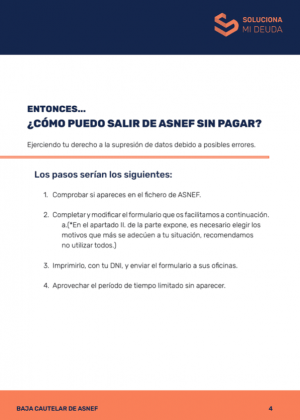 SOLUCIONA
MI DEUDA
ENTONCES...
¿CÓMO PUEDO SALIR DE ASNEF SIN PAGAR?
Ejerciendo tu derecho a la supresión de datos debido a posibles errores.
Los pasos serían los siguientes:
1. Comprobar si apareces en el fichero de ASNEF.
2. Completar y modificar el formulario que os facilitamos a continuación.
a.(*En el apartado II. de la parte expone, es necesario elegir los
motivos que más se adecúen a tu situación, recomendamos
no utilizar todos.)
3. Imprimirlo, con tu DNI, y enviar el formulario a sus oficinas.
4. Aprovechar el período de tiempo limitado sin aparecer.
BAJA CAUTELAR DE ASNEF
4